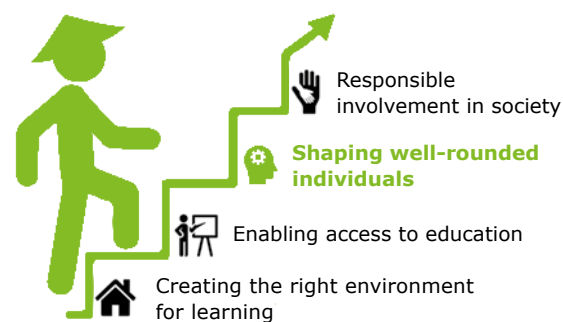 Responsible
involvement in society
Shaping well-rounded
individuals
Enabling access to education
Creating the right environment
for learning